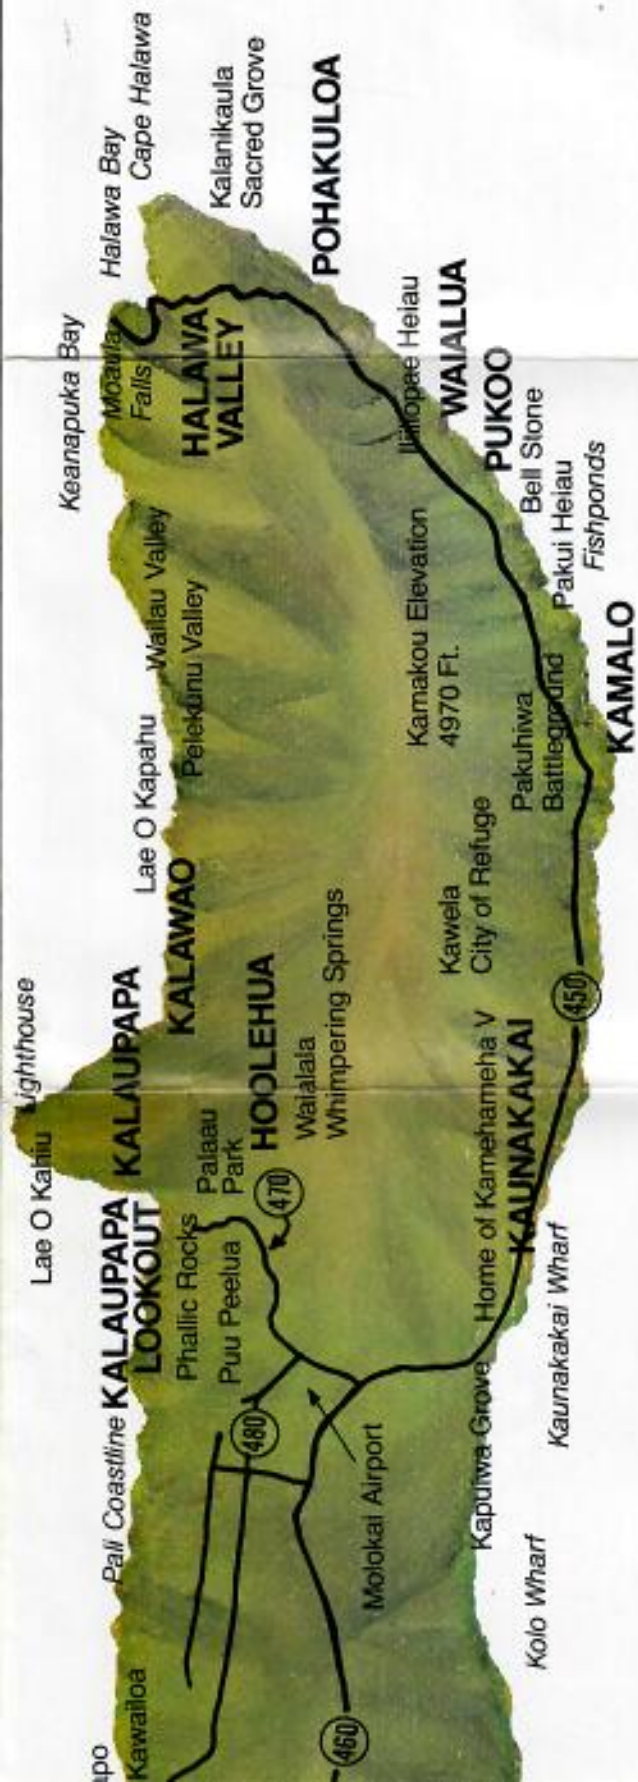 apo
Kawailoa
Pali Coastline
KALAUPAPA
LOOKOUT
Phallic Rocks
Puu Peelua
Lae O Kahiu
Lighthouse
KALAUPAPA
Palaau
Park
470
HOOLEHUA
Waialala
Whimpering Springs
KALAWAO
Lae O Kapahu
Pelekunu Valley
Wailau Valley
Keanapuka Bay
Moaula
Falls
HALAWA
VALLEY
Halawa Bay
Cape Halawa
Kalanikaula
Sacred Grove
POHAKULOA
480
460
Molokai Airport
Kapuiwa Grove
Kolo Wharf
Home of Kamehameha V
KAUNAKAKAI
Kaunakakai Wharf
450
Kawela
City of Refuge
Kamakou Elevation
4970 Ft.
Pakuhiwa
Battleground
KAMALO
Heiau
WAIALUA
PUKOO
Bell Stone
Pakui Heiau
Fishponds